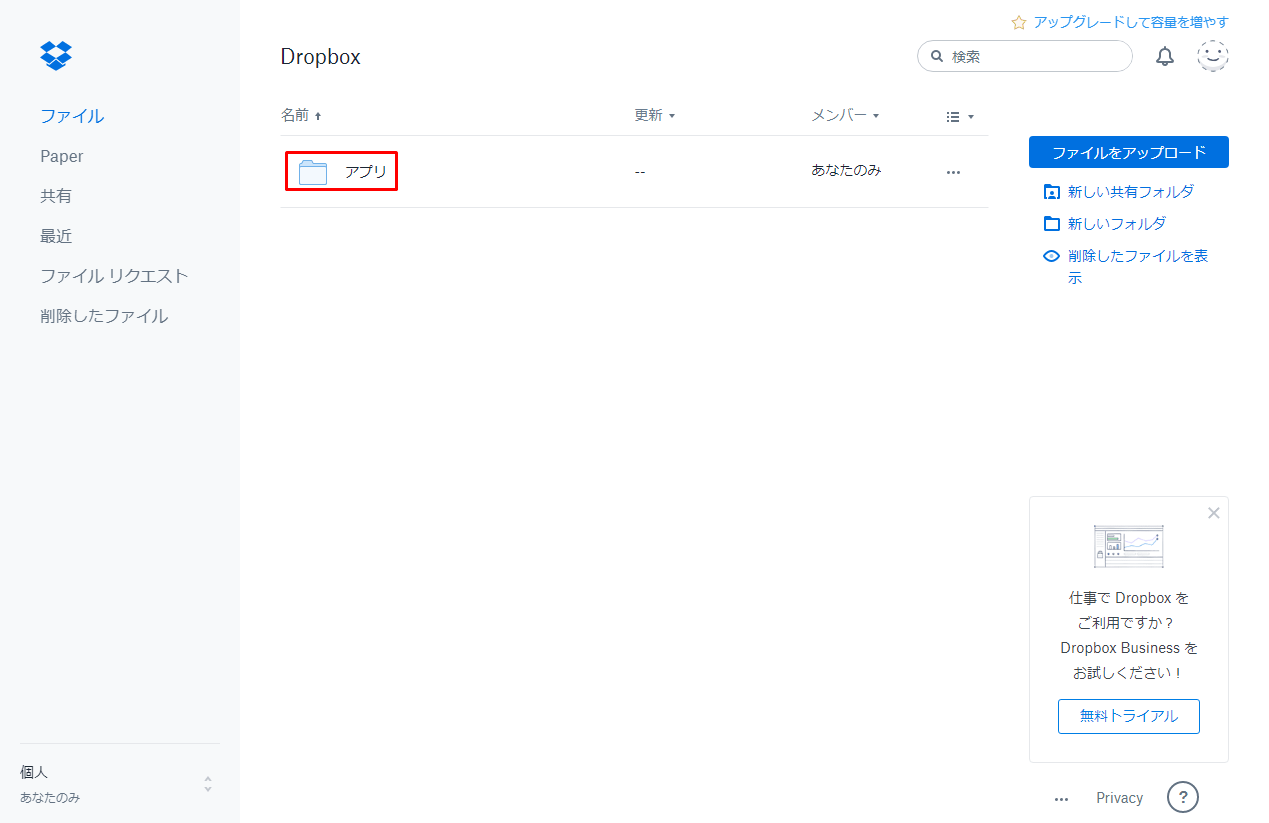 アップグレードして容量を増やす
Dropbox
検索
ファイル
Paper
共有
最近
ファイル リクエスト
削除したファイル
名前 更新 メンバー
アプリ -- あなたのみ
ファイルをアップロード
新しい共有フォルダ
新しいフォルダ
削除したファイルを表
示
仕事で Dropbox を
ご利用ですか？
Dropbox Business を
お試しください！
無料トライアル
個人
あなたのみ
Privacy
?